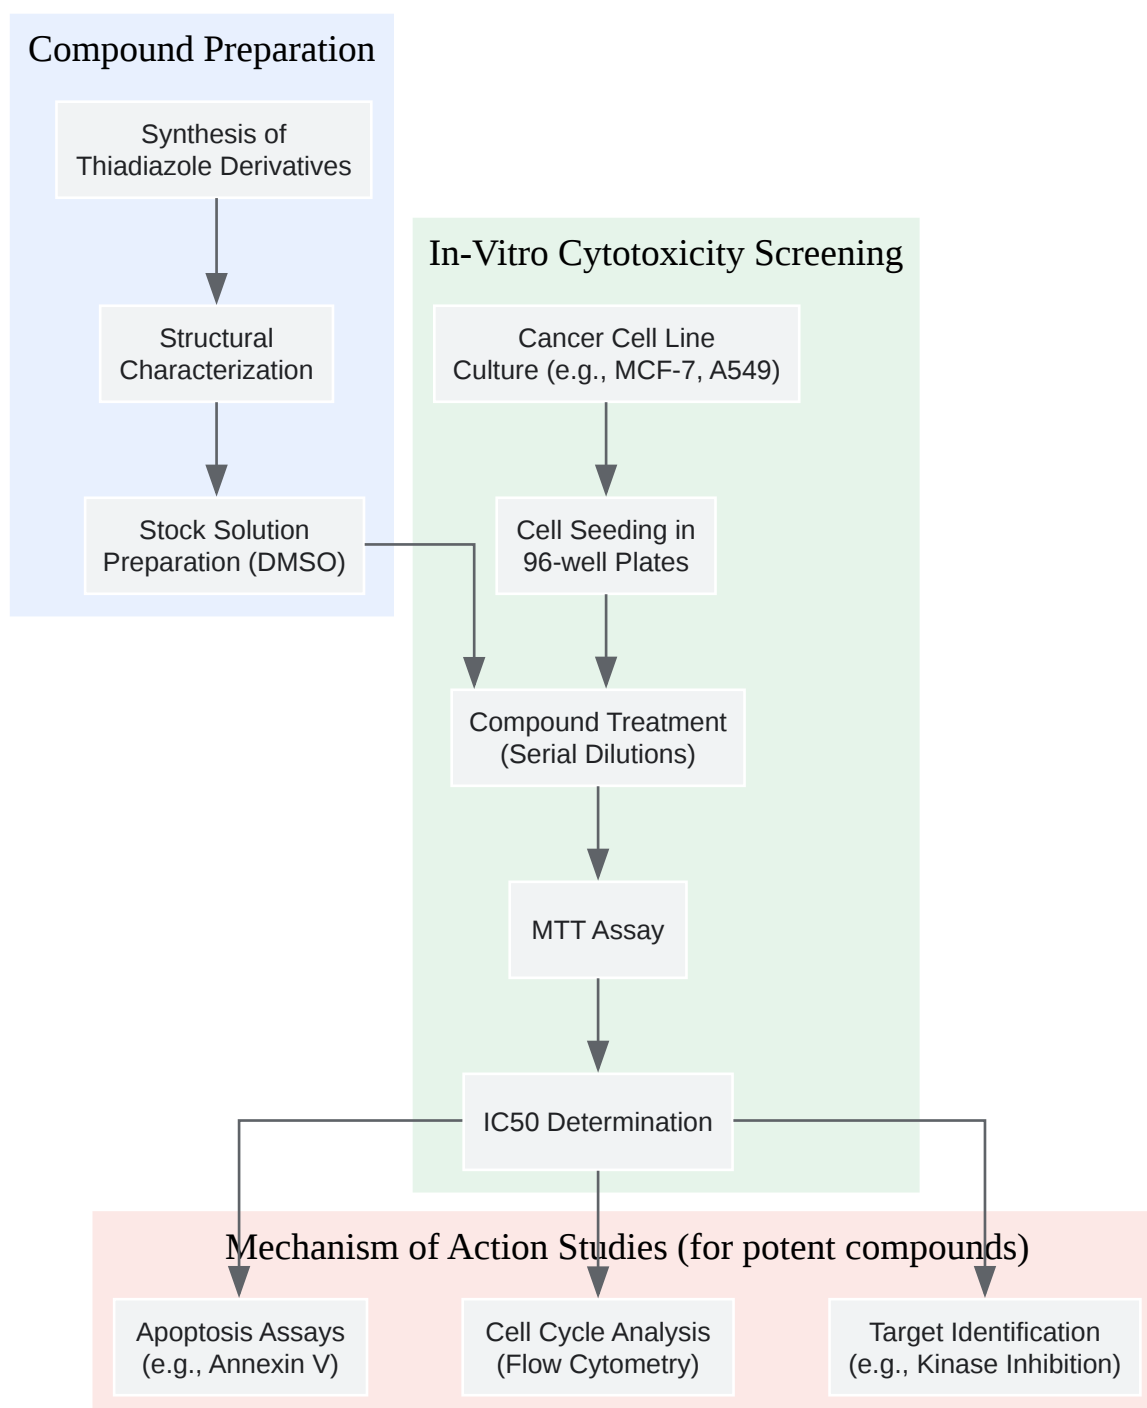 Compound Preparation
Synthesis of
Thiadiazole Derivatives
Structural
Characterization
Stock Solution
Preparation (DMSO)
In-Vitro Cytotoxicity Screening
Cancer Cell Line
Culture (e.g., MCF-7, A549)
Cell Seeding in
96-well Plates
Compound Treatment
(Serial Dilutions)
MTT Assay
IC50 Determination
Mechanism of Action Studies (for potent compounds)
Apoptosis Assays
(e.g., Annexin V)
Cell Cycle Analysis
(Flow Cytometry)
Target Identification
(e.g., Kinase Inhibition)